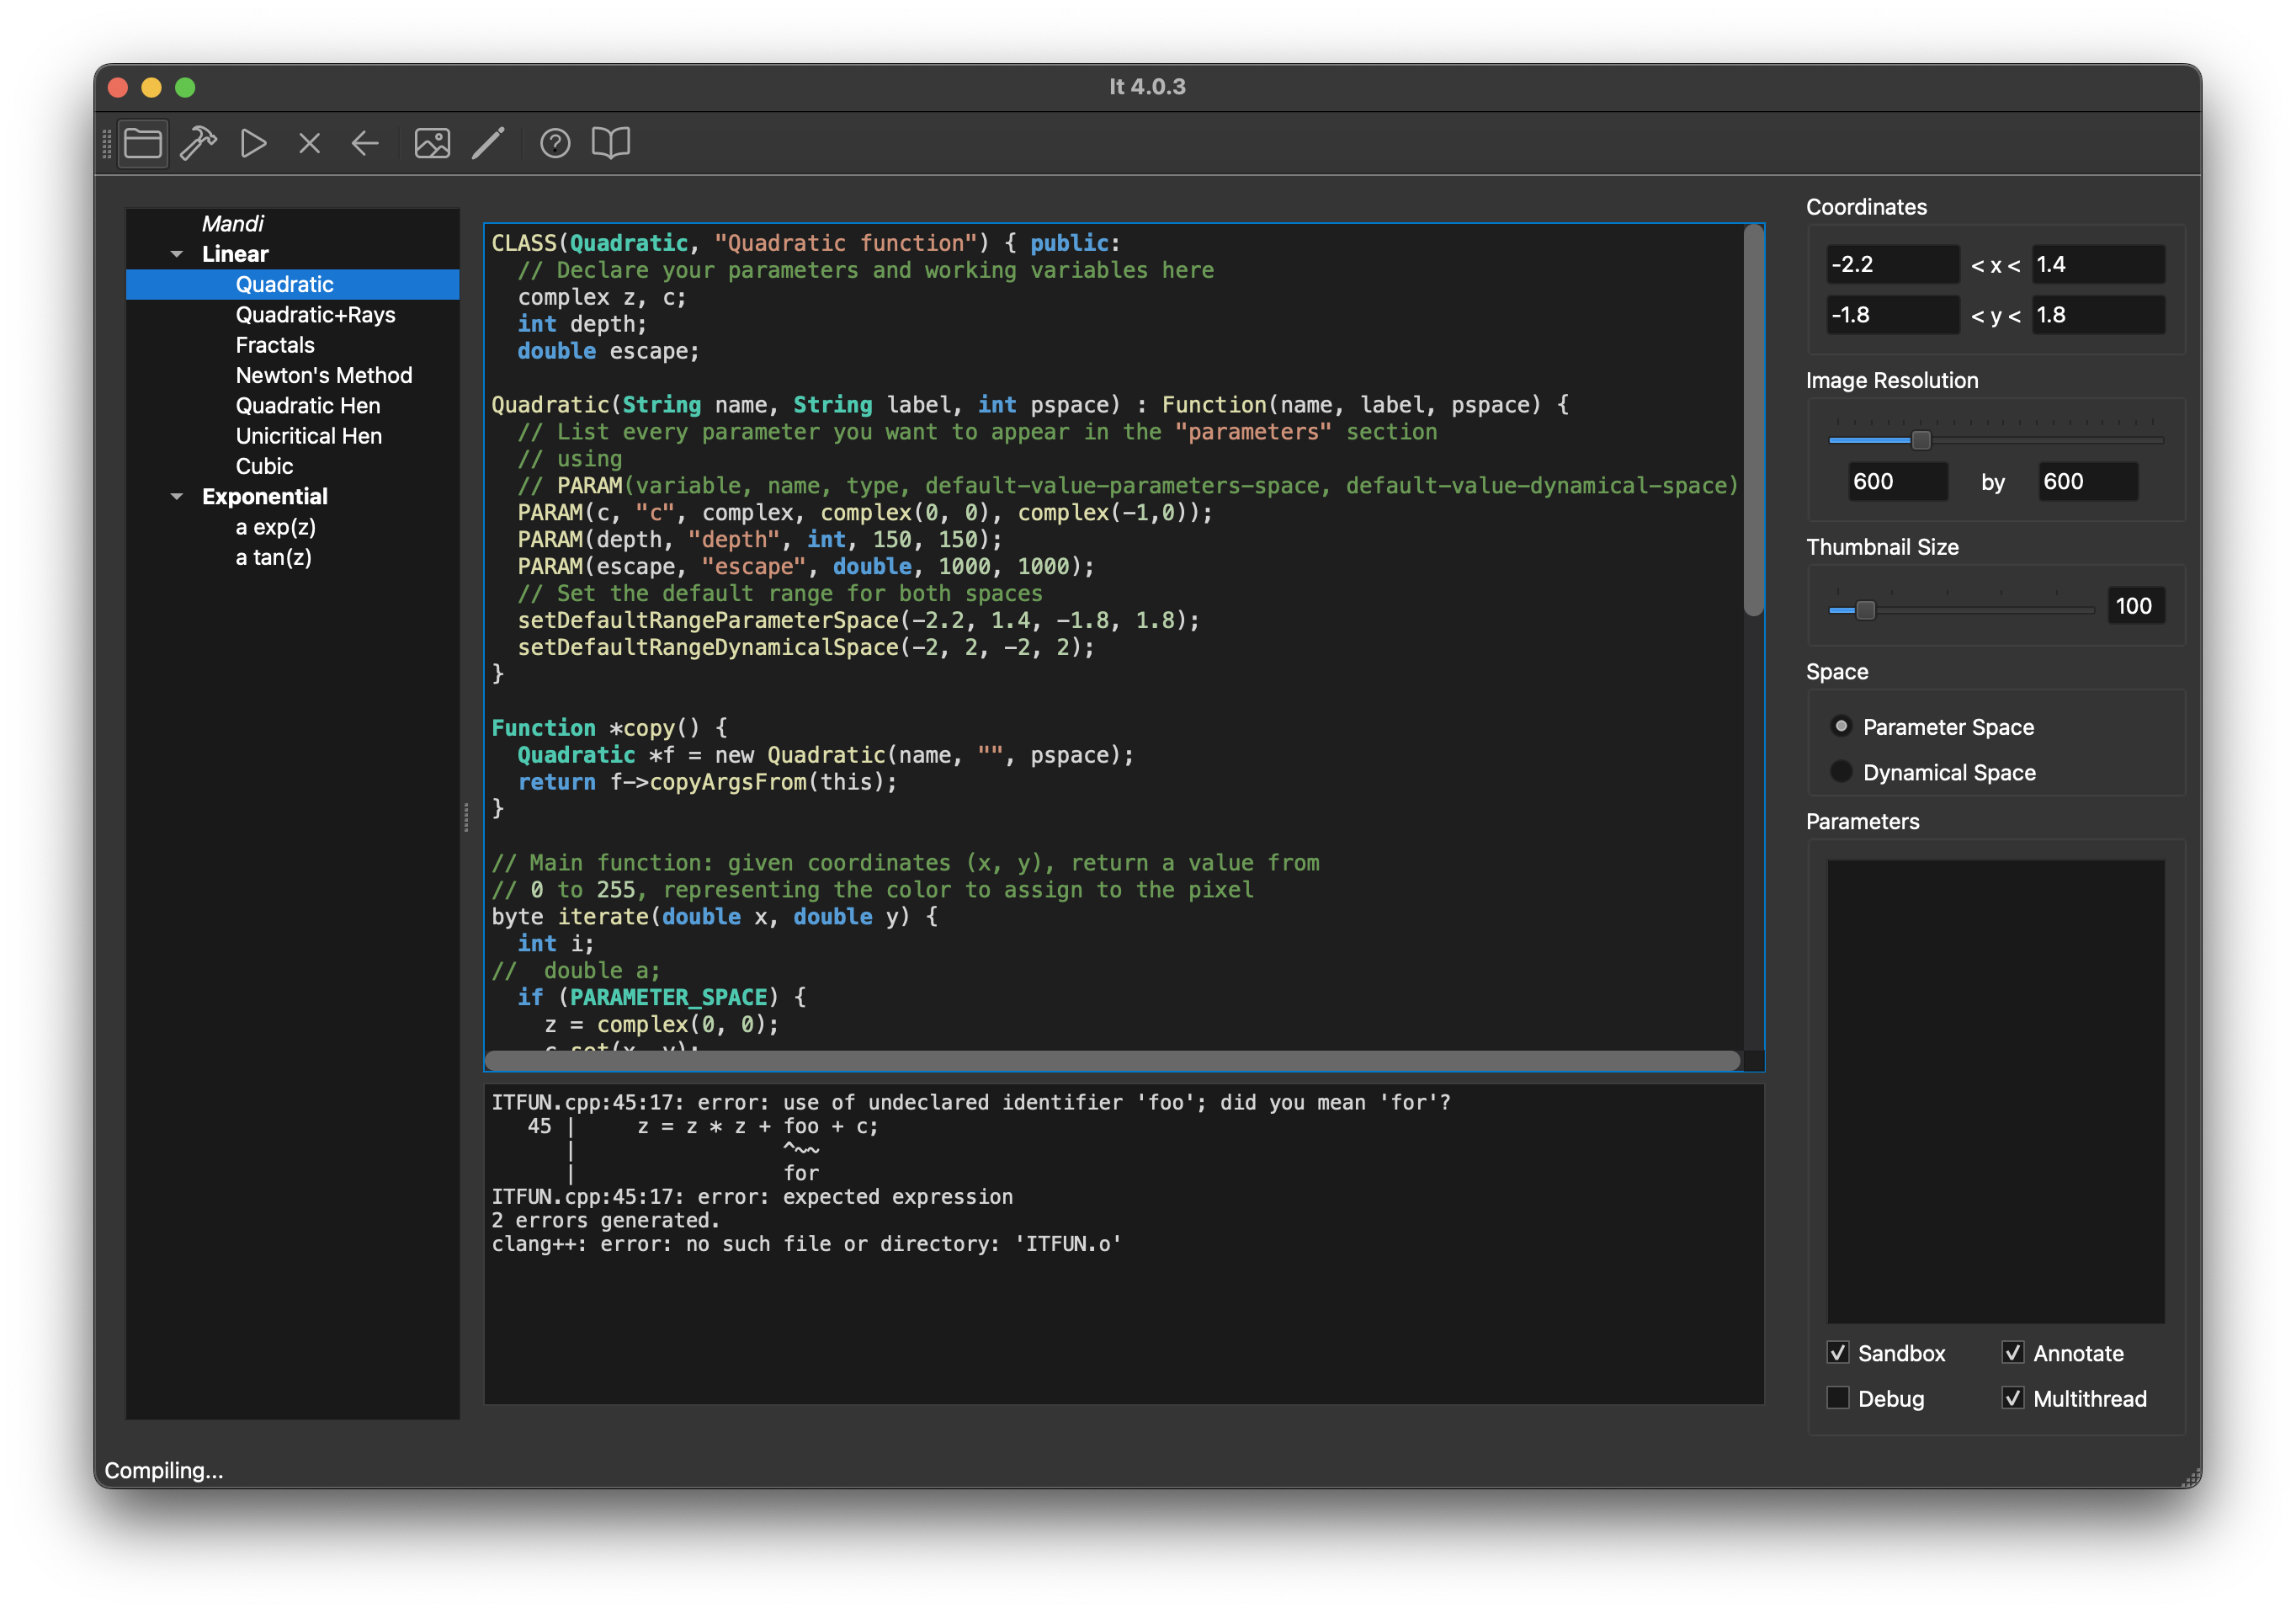 It 4.0.3
Mandi
Linear
Quadratic
Quadratic+Rays
Fractals
Newton's Method
Quadratic Hen
Unicritical Hen
Cubic
Exponential
a exp(z)
a tan(z)
CLASS(Quadratic, "Quadratic function") { public:
  // Declare your parameters and working variables here
  complex z, c;
  int depth;
  double escape;
Quadratic(String name, String label, int pspace) : Function(name, label, pspace) {
  // List every parameter you want to appear in the "parameters" section
  // using
  // PARAM(variable, name, type, default-value-parameters-space, default-value-dynamical-space)
  PARAM(c, "c", complex, complex(0, 0), complex(-1,0));
  PARAM(depth, "depth", int, 150, 150);
  PARAM(escape, "escape", double, 1000, 1000);
  // Set the default range for both spaces
  setDefaultRangeParameterSpace(-2.2, 1.4, -1.8, 1.8);
  setDefaultRangeDynamicalSpace(-2, 2, -2, 2);
}
Function *copy() {
  Quadratic *f = new Quadratic(name, "", pspace);
  return f->copyArgsFrom(this);
}
// Main function: given coordinates (x, y), return a value from
// 0 to 255, representing the color to assign to the pixel
byte iterate(double x, double y) {
  int i;
//  double a;
  if (PARAMETER_SPACE) {
    z = complex(0, 0);
    c.set(x, y);
ITFUN.cpp:45:17: error: use of undeclared identifier 'foo'; did you mean 'for'?
   45 |     z = z * z + foo + c;
      |                 ^~~
      |                 for
ITFUN.cpp:45:17: error: expected expression
2 errors generated.
clang++: error: no such file or directory: 'ITFUN.o'
Coordinates
-2.2 < x < 1.4
-1.8 < y < 1.8
Image Resolution
600 by 600
Thumbnail Size
100
Space
Parameter Space
Dynamical Space
Parameters
Sandbox Annotate
Debug Multithread
Compiling...